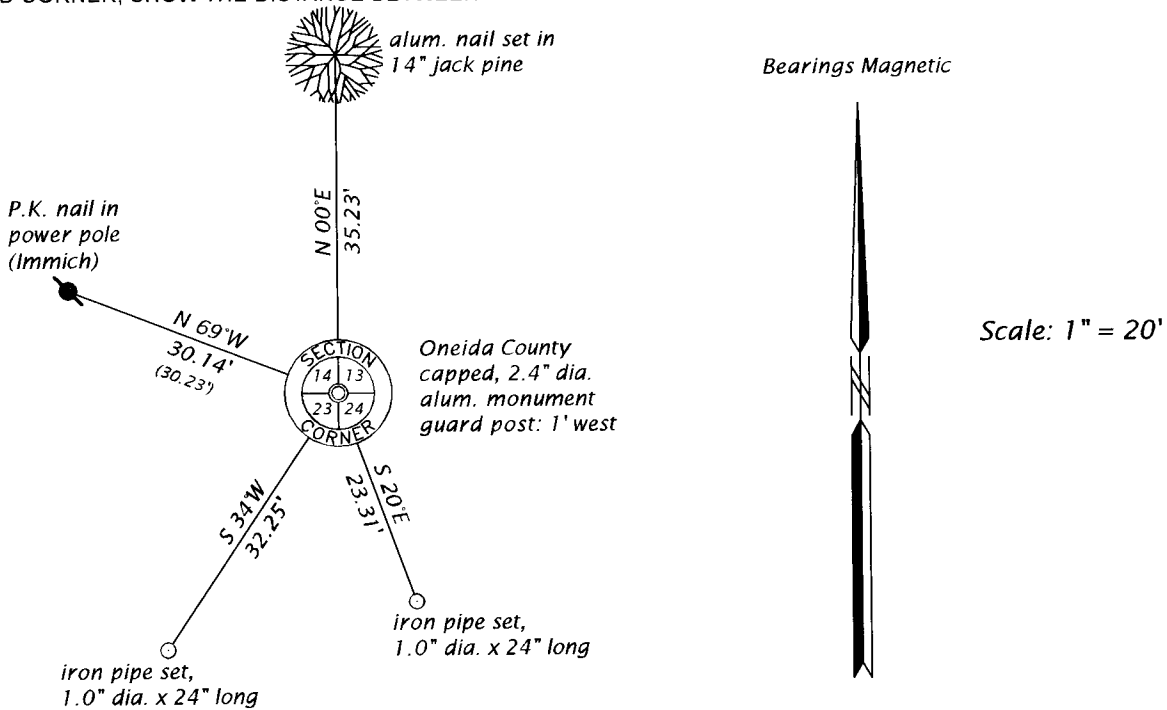 alum. nail set in
14" jack pine
Bearings Magnetic
P.K. nail in
power pole
(Immich)
N 00°E
35.23'
N 69°W
30.14'
(30.23')
SECTION
14 13
23 24
CORNER
Oneida County
capped, 2.4" dia.
alum. monument
guard post: 1' west
Scale: 1" = 20'
S 34°W
32.25'
S 20°E
23.31'
iron pipe set,
1.0" dia. x 24" long
iron pipe set,
1.0" dia. x 24" long